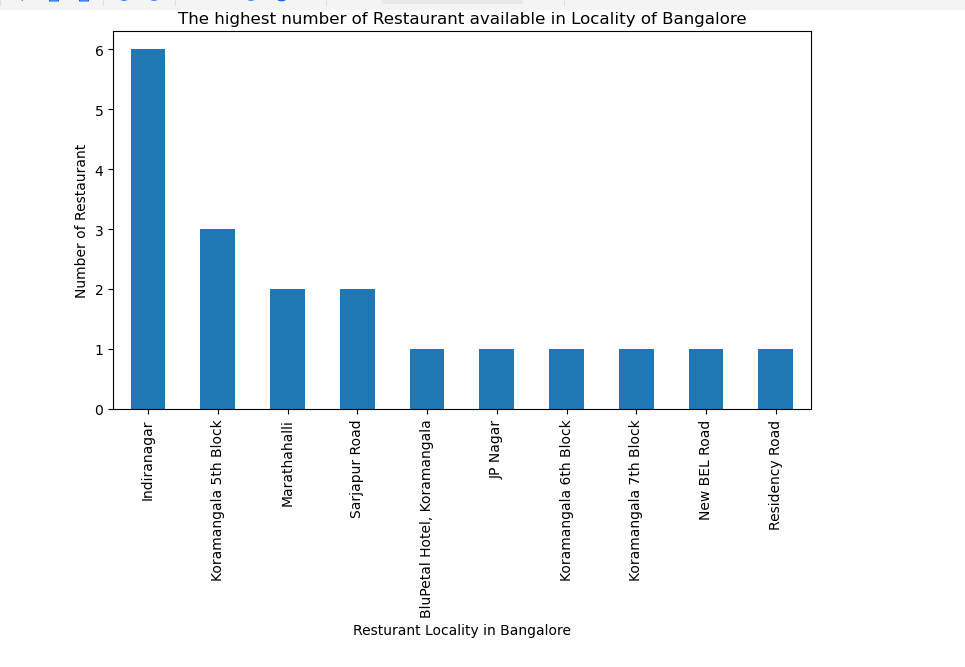 The highest number of Restaurant available in Locality of Bangalore
Number of Restaurant
6
5
4
3
2
1
0
Indiranagar
Koramangala 5th Block
Marathahalli
Sarjapur Road
BluPetal Hotel, Koramangala
JP Nagar
Koramangala 6th Block
Koramangala 7th Block
New BEL Road
Residency Road
Resturant Locality in Bangalore